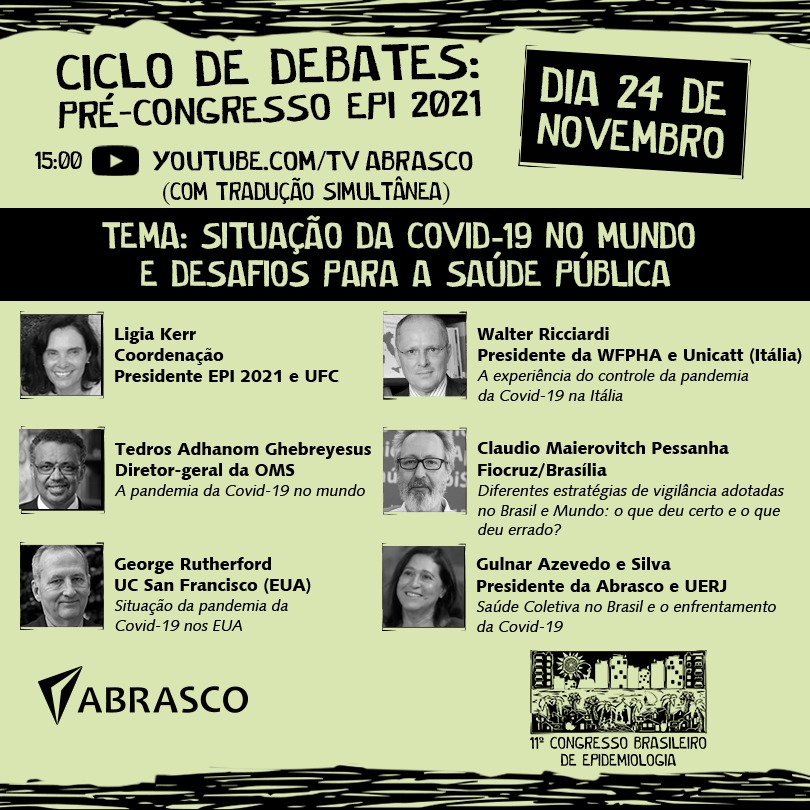 CICLO DE DEBATES:
PRÉ-CONGRESSO EPI 2021
DIA 24 DE
NOVEMBRO
15:00 YOUTUBE.COM/TV ABRASCO
(COM TRADUÇÃO SIMULTÂNEA)
TEMA: SITUAÇÃO DA COVID-19 NO MUNDO
E DESAFIOS PARA A SAÚDE PÚBLICA
Ligia Kerr
Coordenação
Presidente EPI 2021 e UFC
Walter Ricciardi
Presidente da WFPHA e Unicatt (Itália)
A experiência do controle da pandemia
da Covid-19 na Itália
Tedros Adhanom Ghebreyesus
Diretor-geral da OMS
A pandemia da Covid-19 no mundo
Claudio Maierovitch Pessanha
Fiocruz/Brasília
Diferentes estratégias de vigilância adotadas
no Brasil e Mundo: o que deu certo e o que
deu errado?
George Rutherford
UC San Francisco (EUA)
Situação da pandemia da
Covid-19 nos EUA
Gulnar Azevedo e Silva
Presidente da Abrasco e UERJ
Saúde Coletiva no Brasil e o enfrentamento
da Covid-19
ABRASCO
11º CONGRESSO BRASILEIRO
DE EPIDEMIOLOGIA